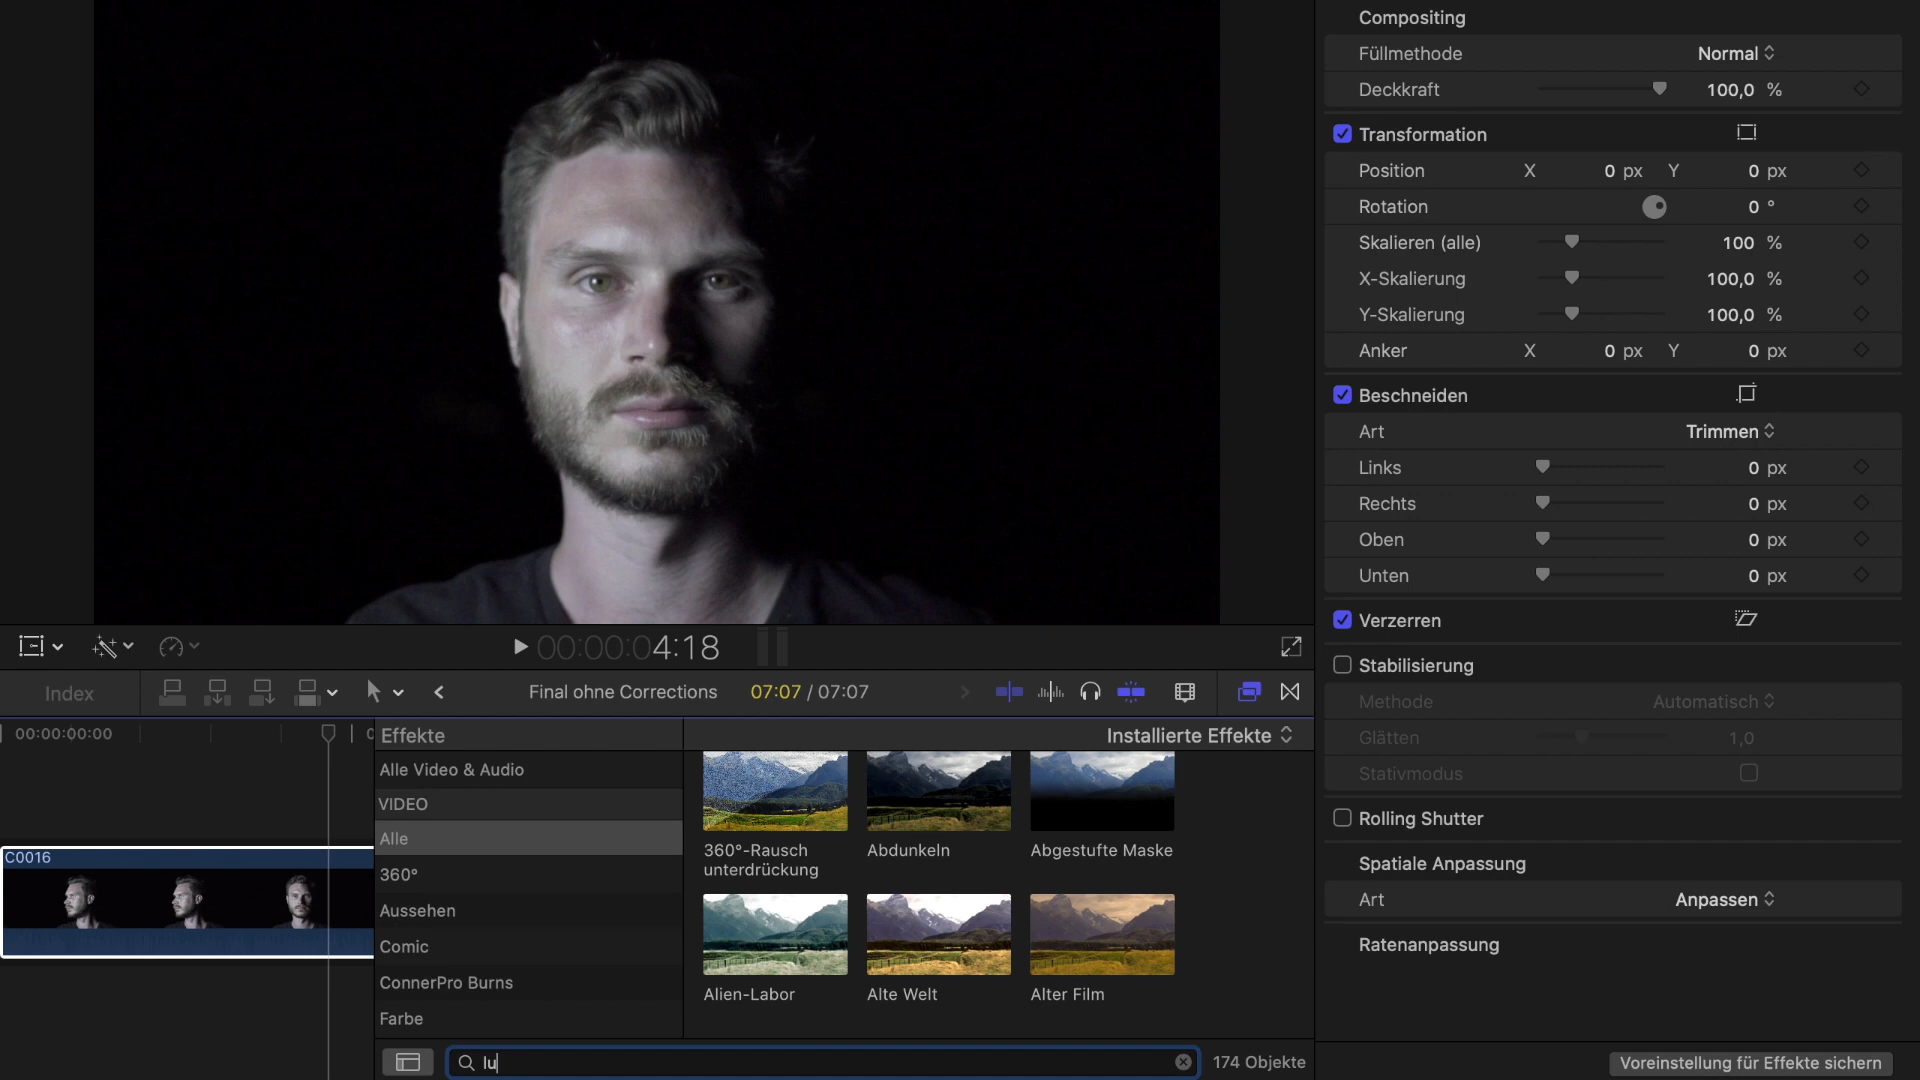 Compositing
Füllmethode Normal
Deckkraft 100,0 %
Transformation
Position X 0 px Y 0 px
Rotation 0 °
Skalieren (alle) 100 %
X-Skalierung 100,0 %
Y-Skalierung 100,0 %
Anker X 0 px Y 0 px
Beschneiden
Art Trimmen
Links 0 px
Rechts 0 px
Oben 0 px
Unten 0 px
Verzerren
Stabilisierung
Methode Automatisch
Glätten 1,0
Stativmodus
Rolling Shutter
Spatiale Anpassung
Art Anpassen
Ratenanpassung
Voreinstellung für Effekte sichern
00:00:04:18
Index
Final ohne Corrections 07:07 / 07:07
00:00:00:00
C0016
Effekte
Installierte Effekte
Alle Video & Audio
VIDEO
Alle
360°
Aussehen
Comic
ConnerPro Burns
Farbe
360°-Rausch
unterdrückung
Abdunkeln
Abgestufte Maske
Alien-Labor
Alte Welt
Alter Film
lu
174 Objekte